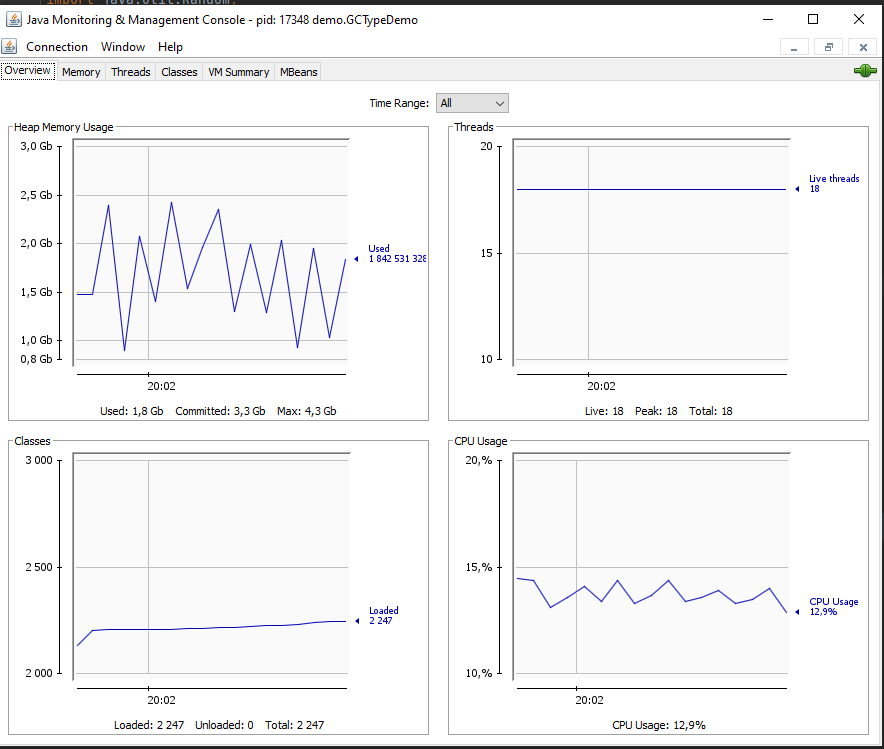 import java.util.Random;
Java Monitoring & Management Console - pid: 17348 demo.GCTypeDemo
Connection Window Help
Overview Memory Threads Classes VM Summary MBeans
Time Range: All
Heap Memory Usage
3,0 Gb
2,5 Gb
2,0 Gb
1,5 Gb
1,0 Gb
0,8 Gb
Used
1 842 531 328
20:02
Used: 1,8 Gb Committed: 3,3 Gb Max: 4,3 Gb
Threads
20
15
10
Live threads
18
20:02
Live: 18 Peak: 18 Total: 18
Classes
3 000
2 500
2 000
Loaded
2 247
20:02
Loaded: 2 247 Unloaded: 0 Total: 2 247
CPU Usage
20,%
15,%
10,%
CPU Usage
12,9%
20:02
CPU Usage: 12,9%